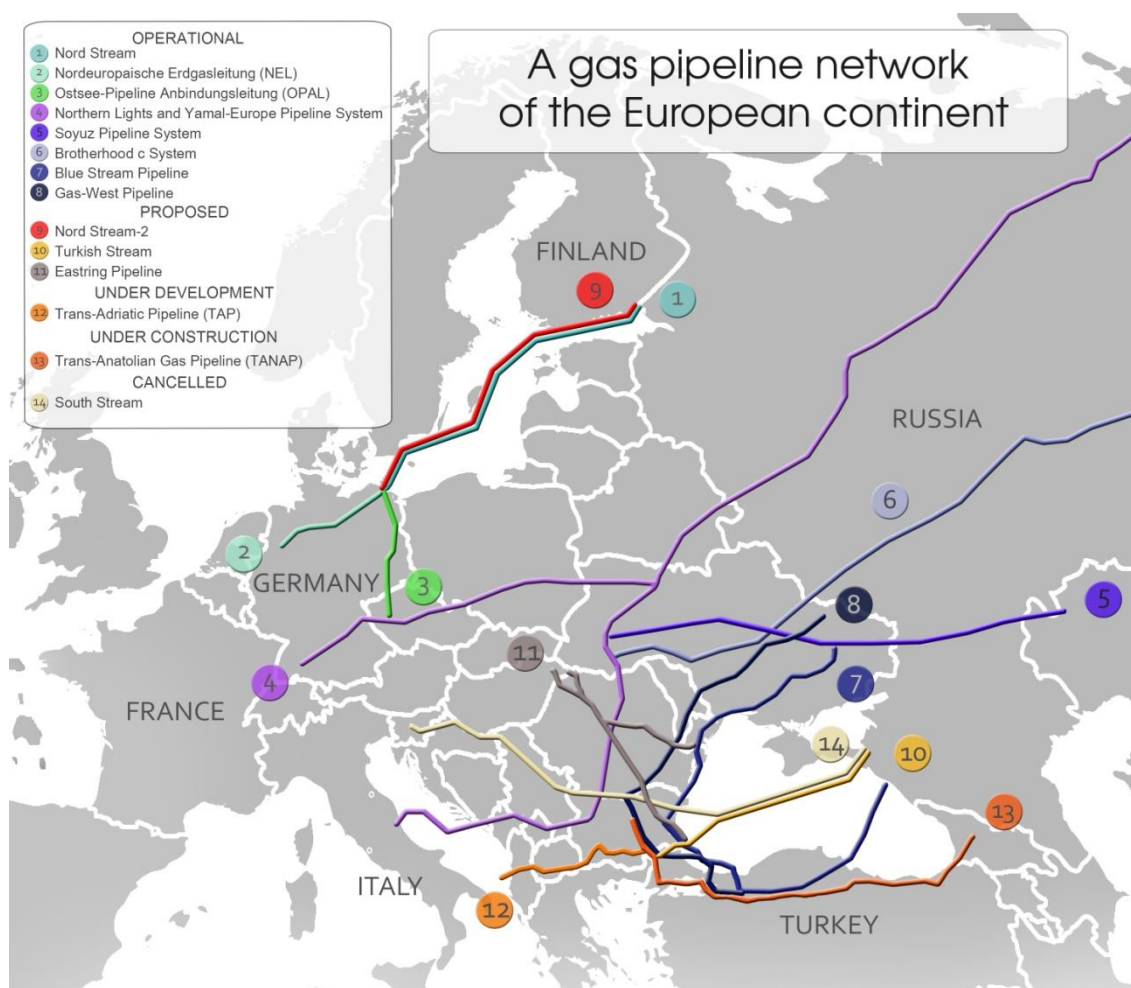 OPERATIONAL
1 Nord Stream
2 Nordeuropaische Erdgasleitung (NEL)
3 Ostsee-Pipeline Anbindungsleitung (OPAL)
4 Northern Lights and Yamal-Europe Pipeline System
5 Soyuz Pipeline System
6 Brotherhood c System
7 Blue Stream Pipeline
8 Gas-West Pipeline
PROPOSED
9 Nord Stream-2
10 Turkish Stream
11 Eastring Pipeline
UNDER DEVELOPMENT
12 Trans-Adriatic Pipeline (TAP)
UNDER CONSTRUCTION
13 Trans-Anatolian Gas Pipeline (TANAP)
CANCELLED
14 South Stream
A gas pipeline network
of the European continent
FINLAND
9
1
RUSSIA
6
2
GERMANY
3
8
5
11
4
7
FRANCE
14
10
13
ITALY
12
TURKEY